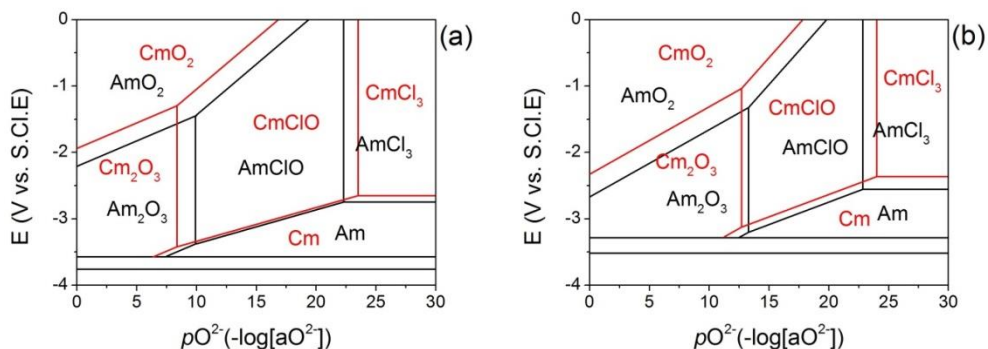 (a)
E (V vs. S.Cl.E)
0
-1
-2
-3
-4
CmO₂
AmO₂
CmClO
AmClO
CmCl₃
AmCl₃
Cm₂O₃
Am₂O₃
Cm
Am
0 5 10 15 20 25 30
pO²⁻(-log[aO²⁻])
(b)
E (V vs. S.Cl.E)
0
-1
-2
-3
-4
CmO₂
AmO₂
CmClO
AmClO
CmCl₃
AmCl₃
Cm₂O₃
Am₂O₃
Cm
Am
0 5 10 15 20 25 30
pO²⁻(-log[aO²⁻])